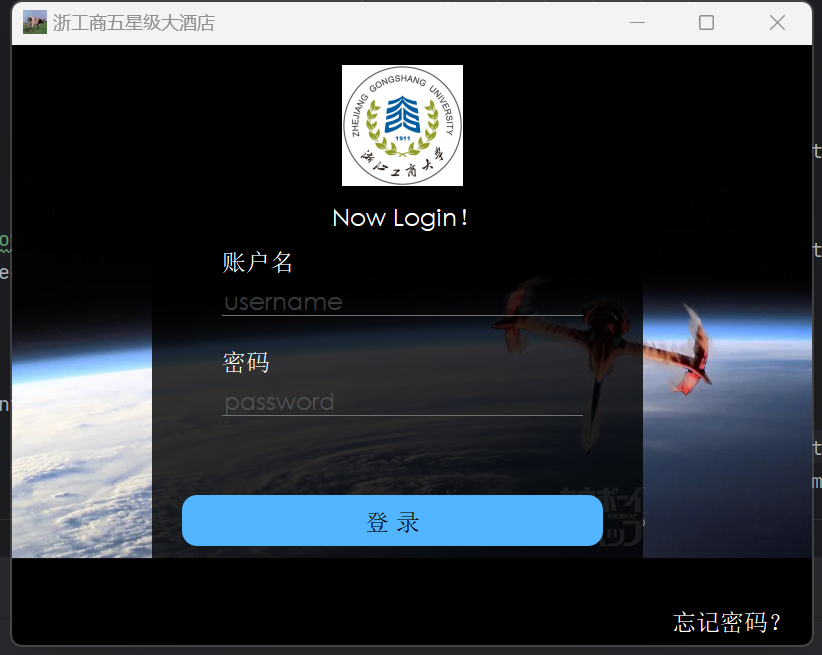 浙工商五星级大酒店
ZHEJIANG GONGSHANG UNIVERSITY
1911
浙江工商大学
Now Login!
账户名
username
密码
password
登 录
忘记密码？